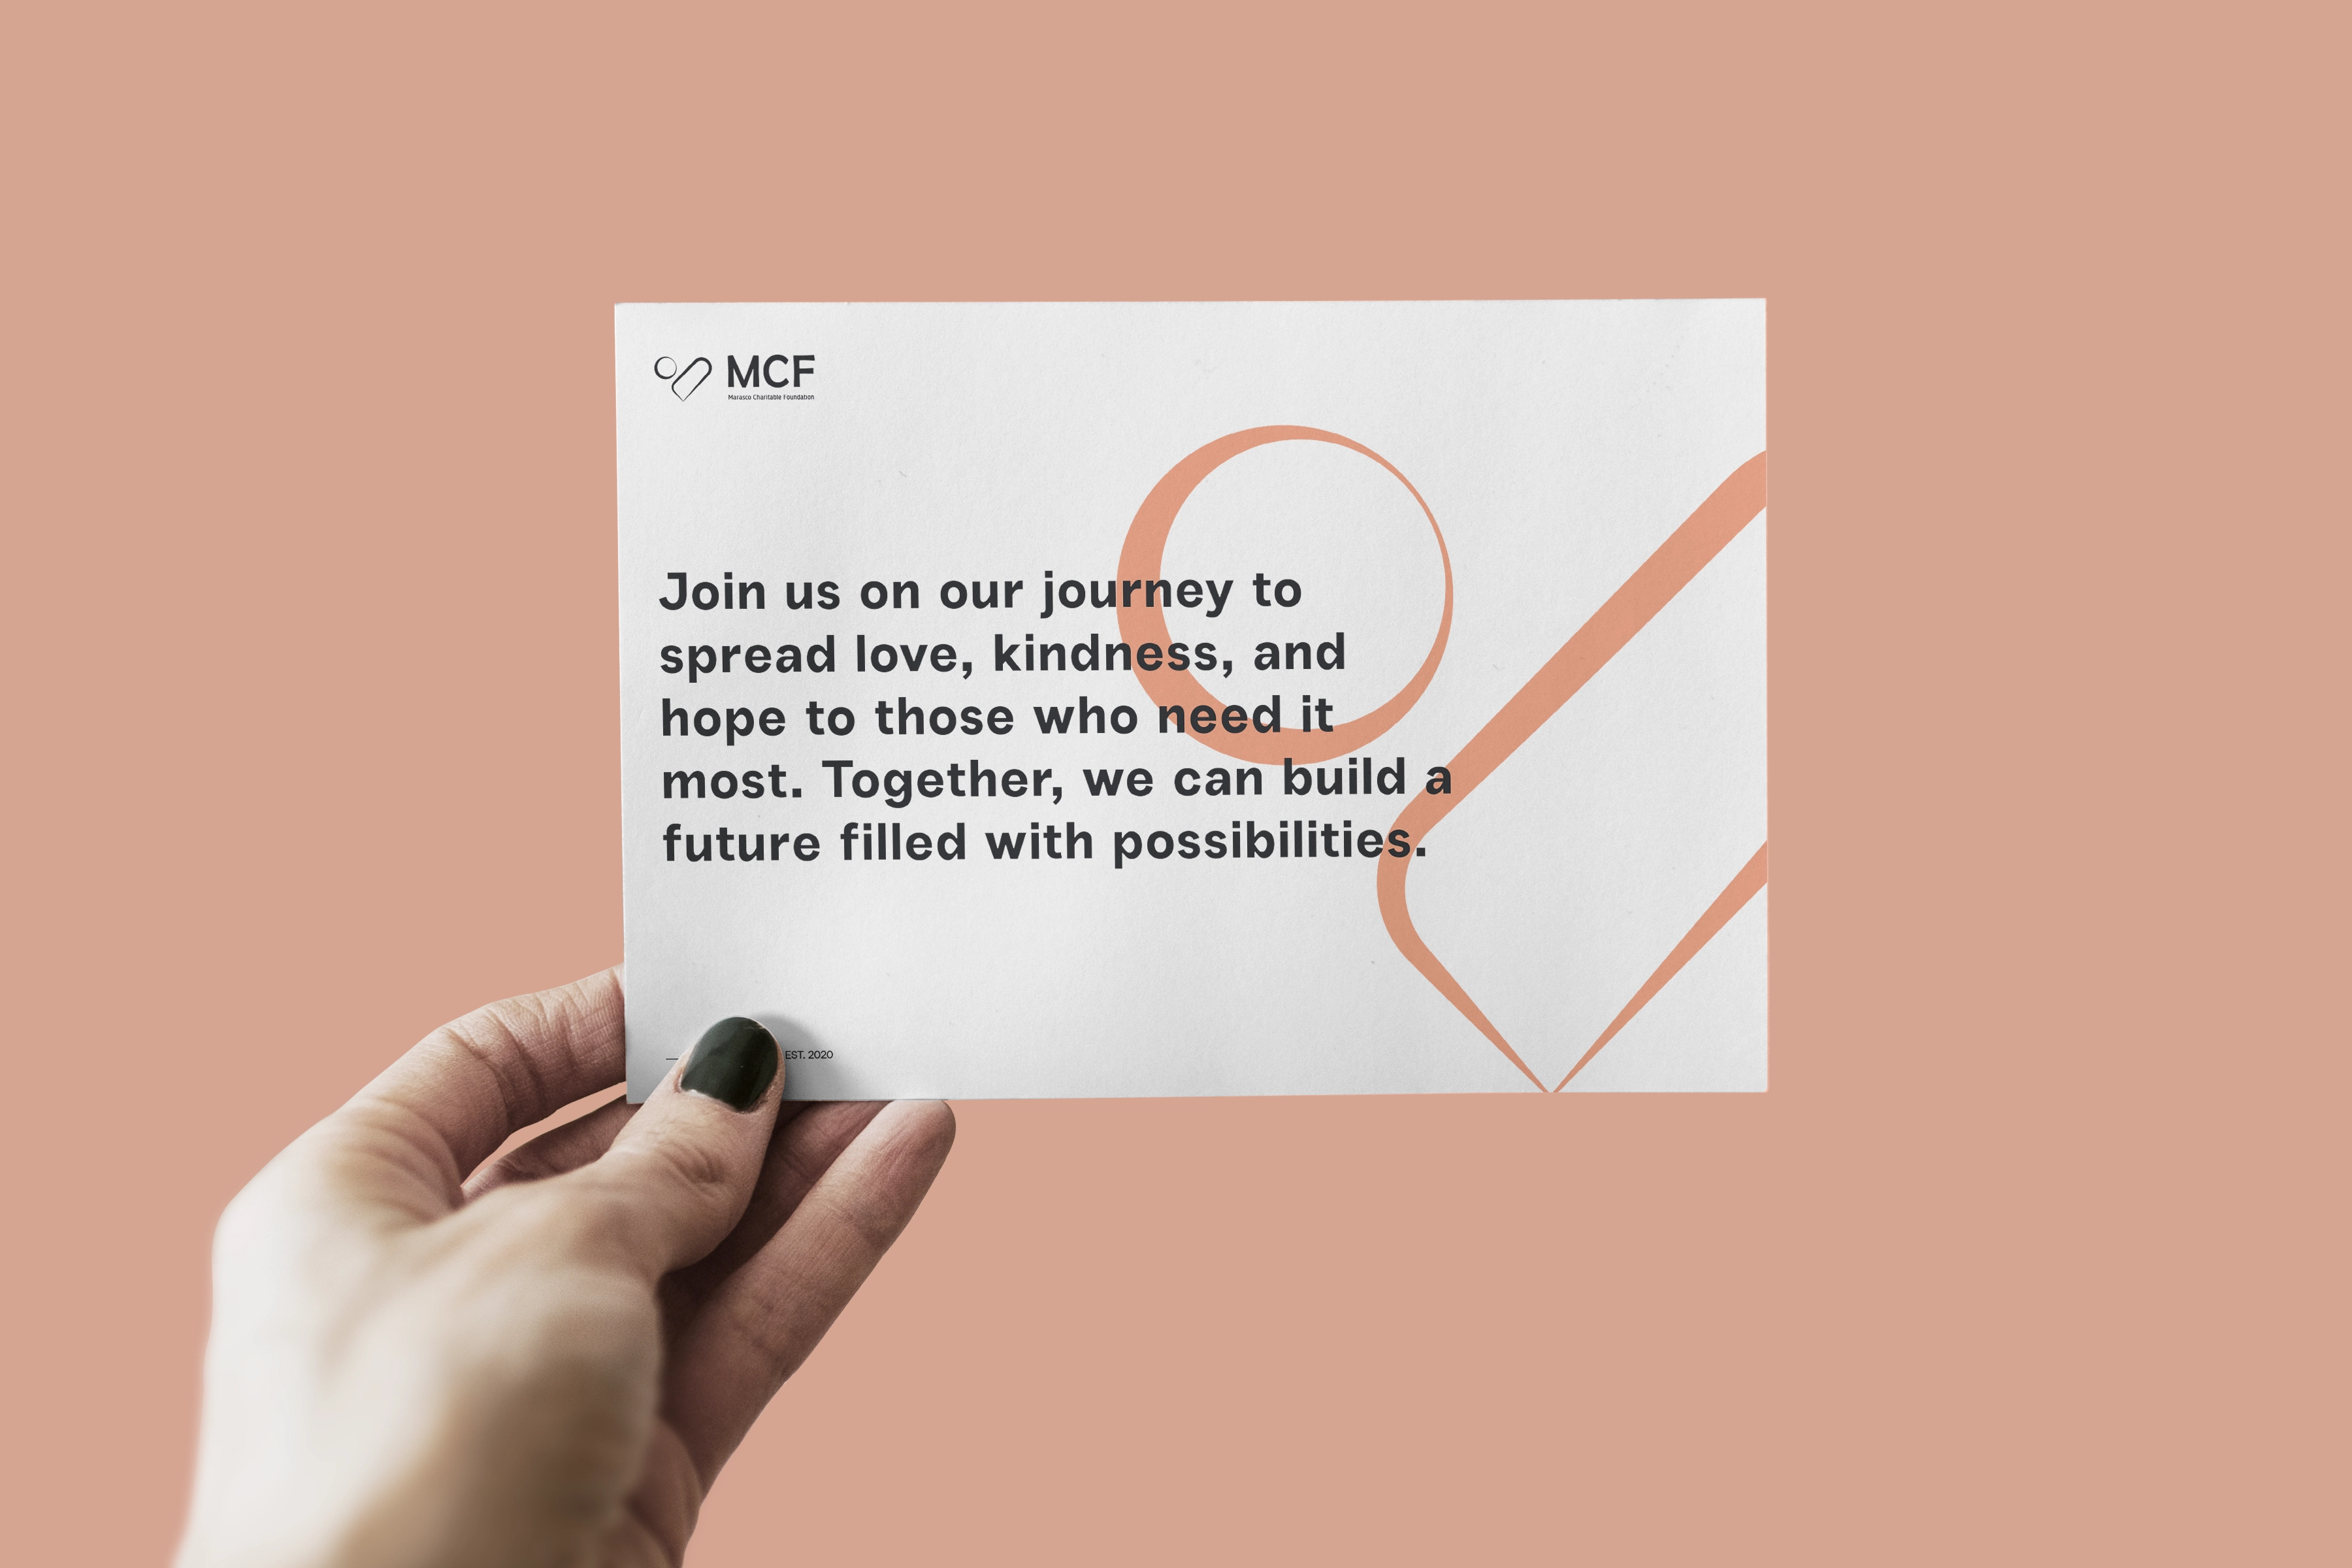 MCF
Marasco Charitable Foundation
Join us on our journey to
spread love, kindness, and
hope to those who need it
most. Together, we can build a
future filled with possibilities.
EST. 2020